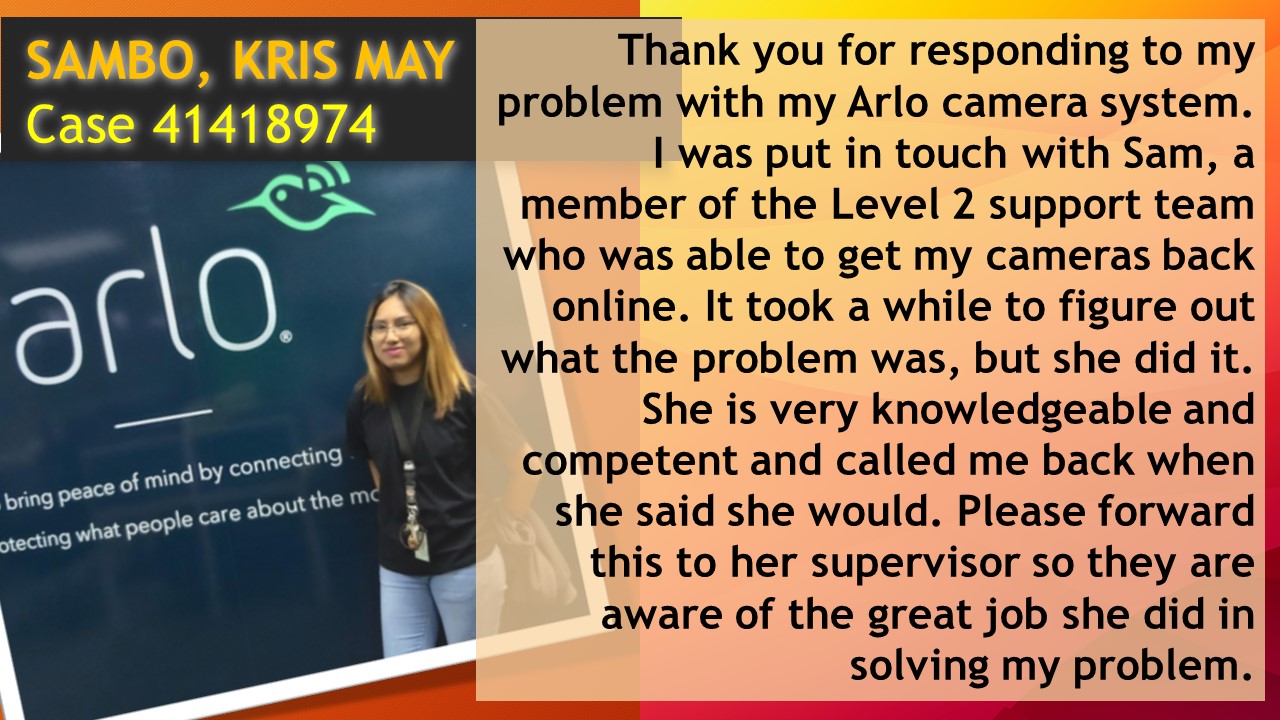 SAMBO, KRIS MAY
Case 41418974
arlo®
bring peace of mind by connecting
otecting what people care about the mo
Thank you for responding to my
problem with my Arlo camera system.
I was put in touch with Sam, a
member of the Level 2 support team
who was able to get my cameras back
online. It took a while to figure out
what the problem was, but she did it.
She is very knowledgeable and
competent and called me back when
she said she would. Please forward
this to her supervisor so they are
aware of the great job she did in
solving my problem.